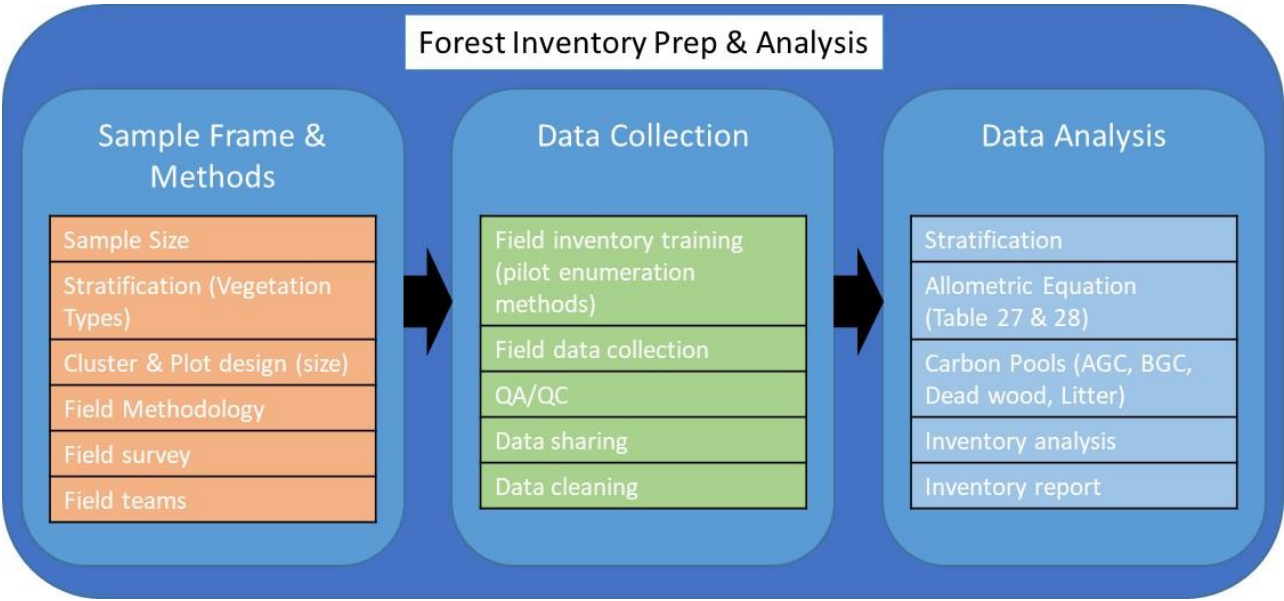 Forest Inventory Prep & Analysis
Sample Frame &
Methods
Sample Size
Stratification (Vegetation
Types)
Cluster & Plot design (size)
Field Methodology
Field survey
Field teams
Data Collection
Field inventory training
(pilot enumeration
methods)
Field data collection
QA/QC
Data sharing
Data cleaning
Data Analysis
Stratification
Allometric Equation
(Table 27 & 28)
Carbon Pools (AGC, BGC,
Dead wood, Litter)
Inventory analysis
Inventory report